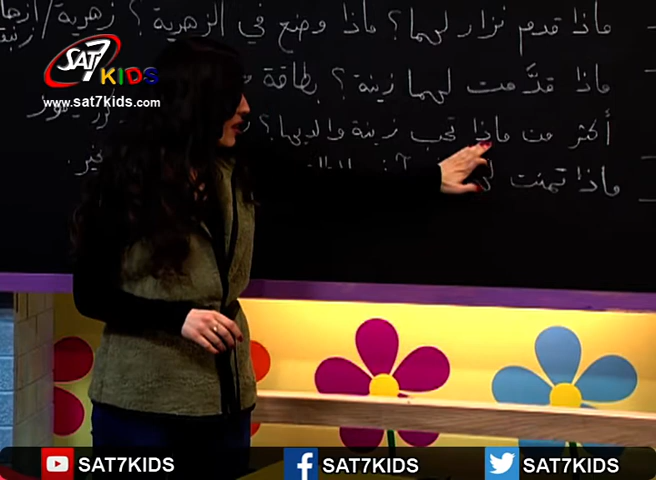 ماذا قدم نزار لهما؟ ماذا وضع في الزهرية؟ زهرية/أزها
ماذا قدَّمت لهما زينة؟ بطاقة
أكثر من ماذا تحب زينة والديها؟
ماذا تمنت
SAT7
KIDS
www.sat7kids.com
SAT7KIDS
SAT7KIDS
SAT7KIDS